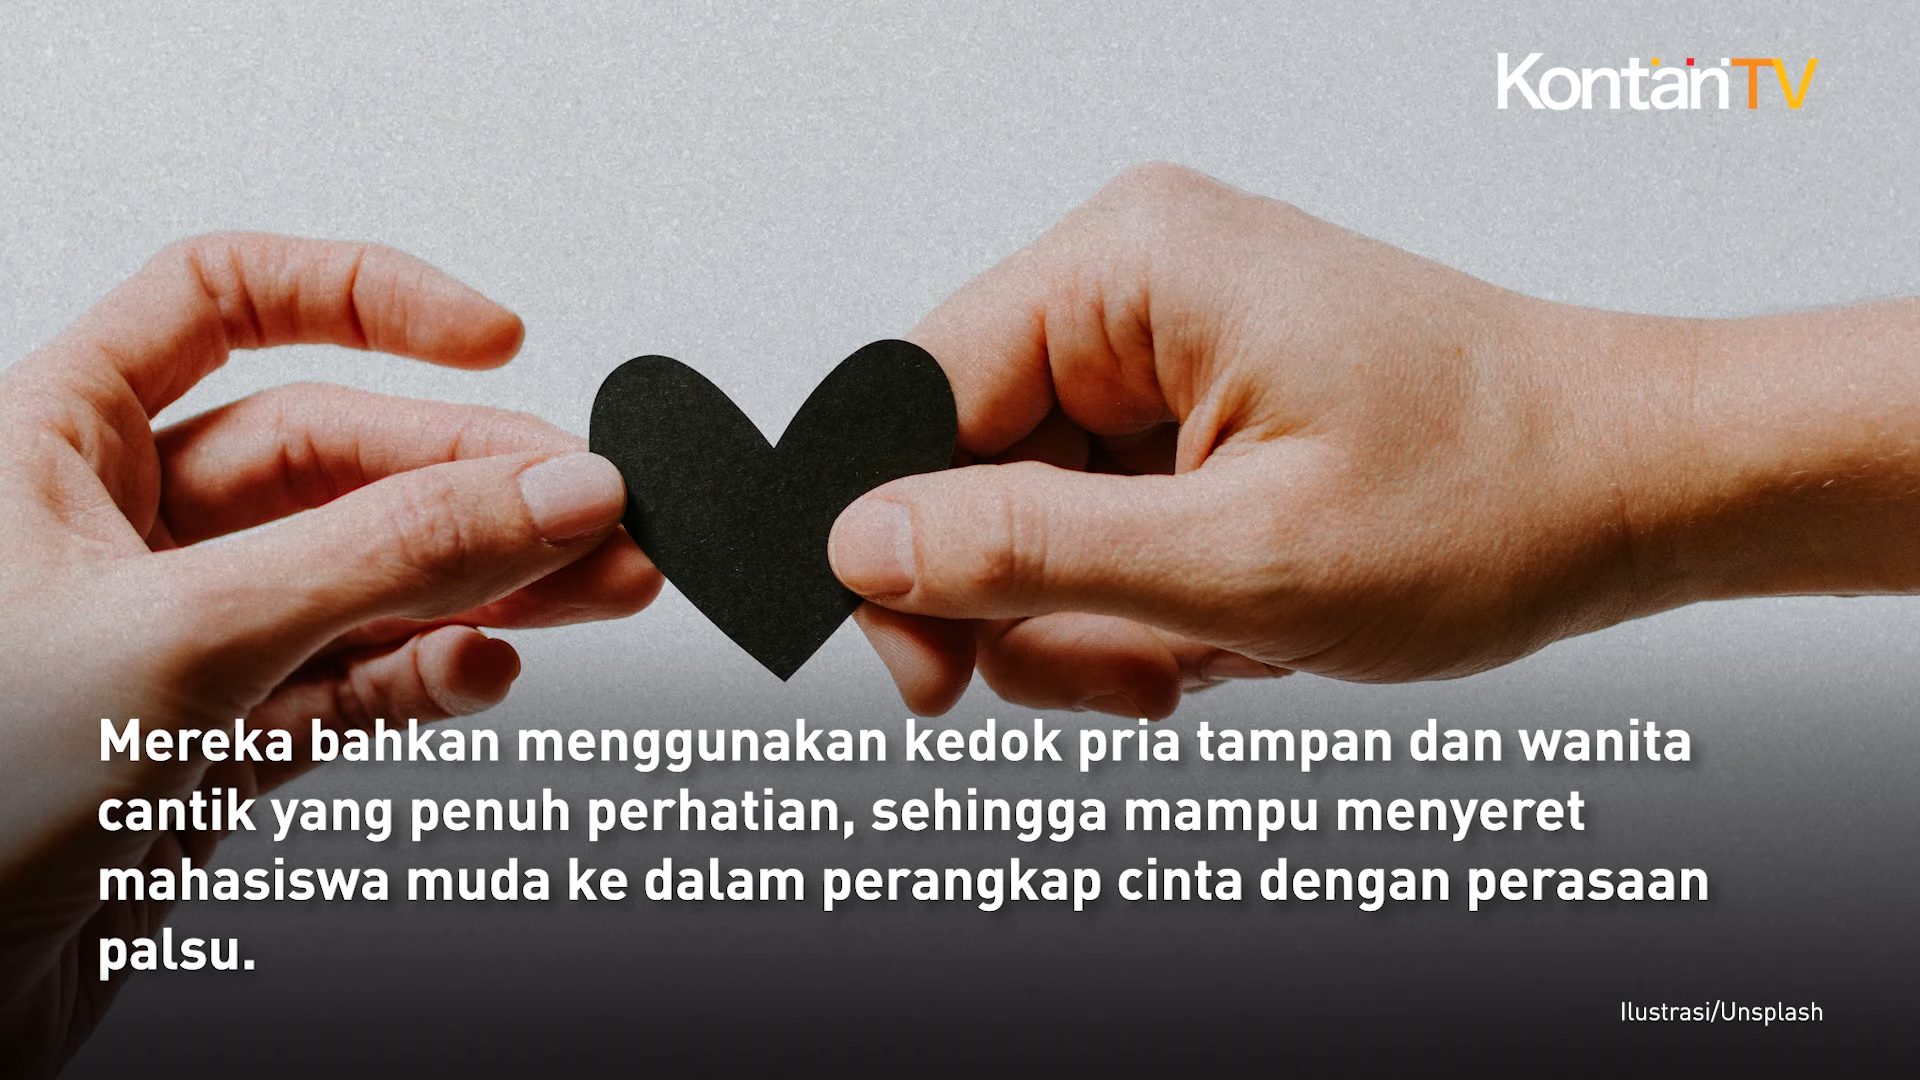 KontanTV
Mereka bahkan menggunakan kedok pria tampan dan wanita
cantik yang penuh perhatian, sehingga mampu menyeret
mahasiswa muda ke dalam perangkap cinta dengan perasaan
palsu.
Ilustrasi/Unsplash